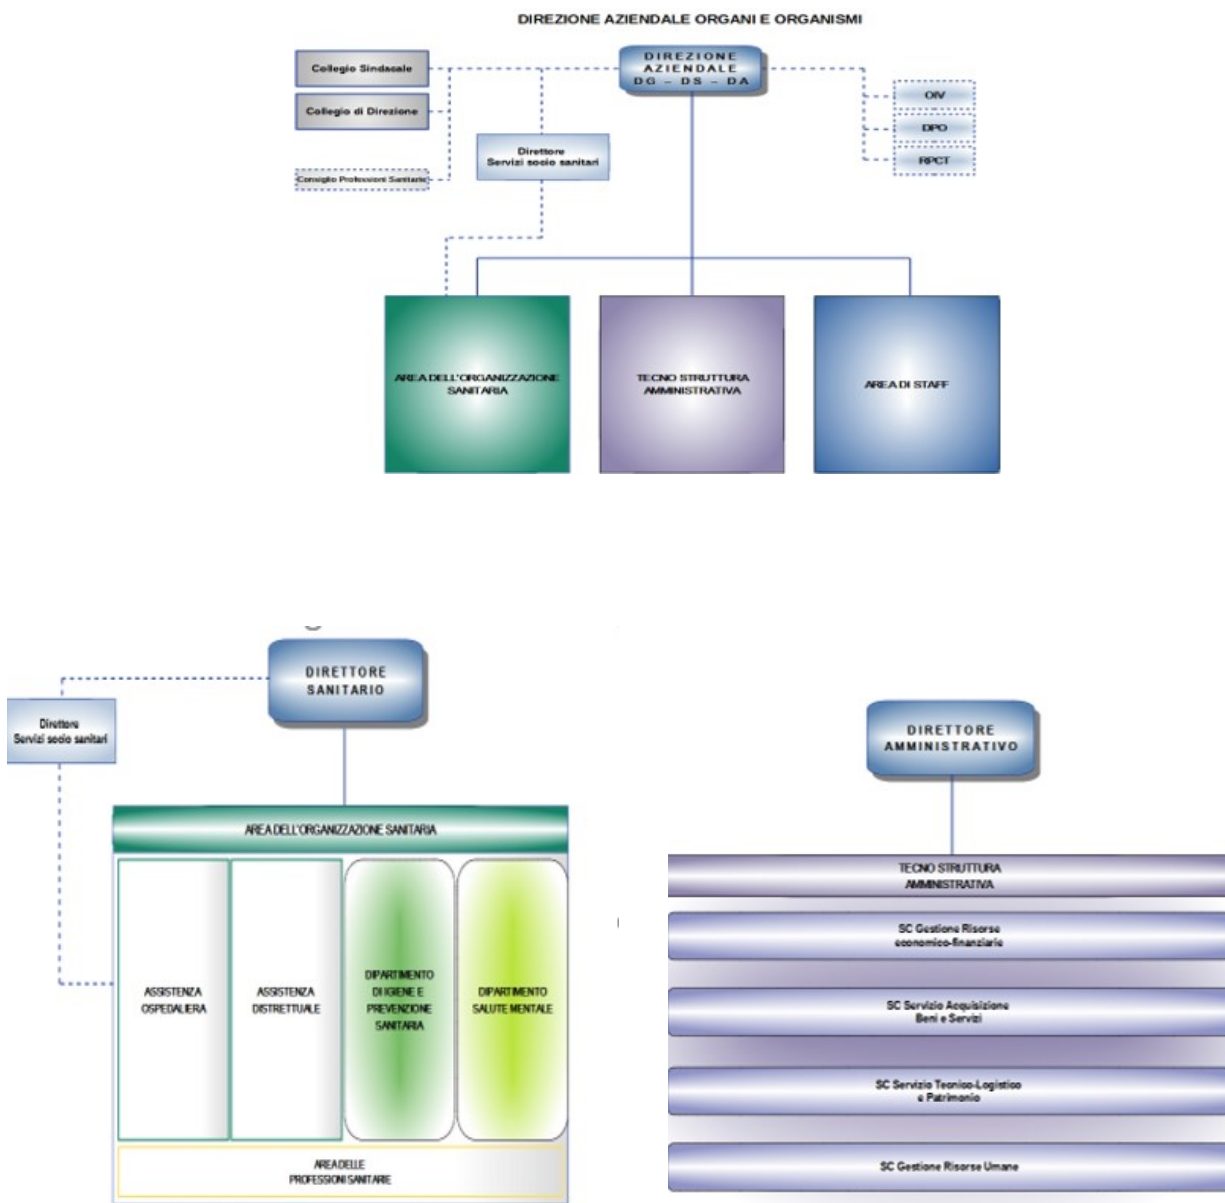 DIREZIONE AZIENDALE ORGANI E ORGANISMI
DIREZIONE
AZIENDALE
DG – DS – DA
Collegio Sindacale
Collegio di Direzione
Consiglio Professioni Sanitarie
Direttore
Servizi socio sanitari
OIV
DPO
RPCT
AREA DELL'ORGANIZZAZIONE
SANITARIA
TECNO STRUTTURA
AMMINISTRATIVA
AREA DI STAFF
DIRETTORE
SANITARIO
Direttore
Servizi socio sanitari
AREA DELL'ORGANIZZAZIONE SANITARIA
ASSISTENZA
OSPEDALIERA
ASSISTENZA
DISTRETTUALE
DIPARTIMENTO
DI IGIENE E
PREVENZIONE
SANITARIA
DIPARTIMENTO
SALUTE MENTALE
AREA DELLE
PROFESSIONI SANITARIE
DIRETTORE
AMMINISTRATIVO
TECNO STRUTTURA
AMMINISTRATIVA
SC Gestione Risorse
economico-finanziarie
SC Servizio Acquisizione
Beni e Servizi
SC Servizio Tecnico-Logistico
e Patrimonio
SC Gestione Risorse Umane